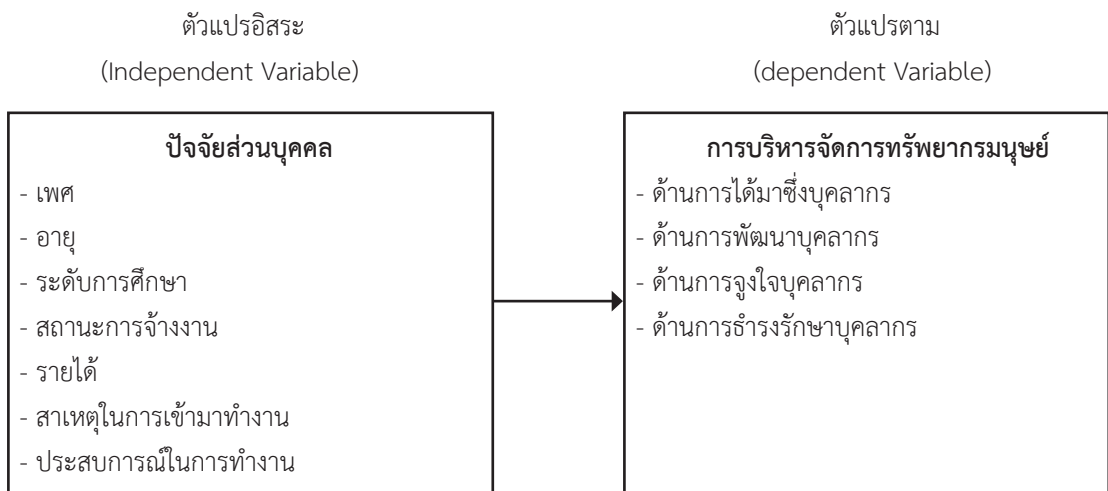 ตัวแปรอิสระ
(Independent Variable)
ปัจจัยส่วนบุคคล
- เพศ
- อายุ
- ระดับการศึกษา
- สถานะการจ้างงาน
- รายได้
- สาเหตุในการเข้ามาทำงาน
- ประสบการณ์ในการทำงาน
ตัวแปรตาม
(dependent Variable)
การบริหารจัดการทรัพยากรมนุษย์
- ด้านการได้มาซึ่งบุคลากร
- ด้านการพัฒนาบุคลากร
- ด้านการจูงใจบุคลากร
- ด้านการธำรงรักษาบุคลากร